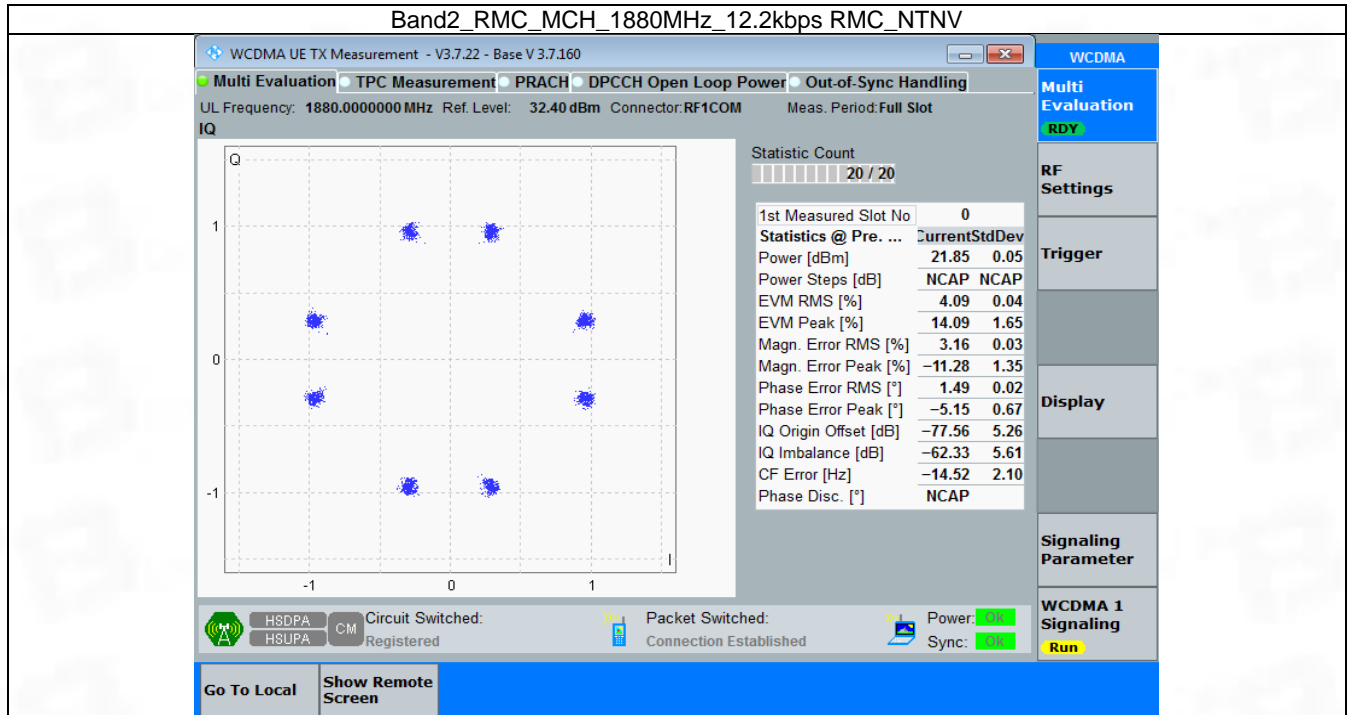 Band2_RMC_MCH_1880MHz_12.2kbps RMC_NTNV
WCDMA UE TX Measurement - V3.7.22 - Base V 3.7.160
WCDMA
Multi Evaluation TPC Measurement PRACH DPCCH Open Loop Power Out-of-Sync Handling
UL Frequency: 1880.0000000 MHz Ref. Level: 32.40 dBm Connector:RF1COM Meas. Period:Full Slot
IQ
Q
1
0
-1
I
-1 0 1
Statistic Count
20 / 20
1st Measured Slot No 0
Statistics @ Pre. ... Current StdDev
Power [dBm] 21.85 0.05
Power Steps [dB] NCAP NCAP
EVM RMS [%] 4.09 0.04
EVM Peak [%] 14.09 1.65
Magn. Error RMS [%] 3.16 0.03
Magn. Error Peak [%] −11.28 1.35
Phase Error RMS [°] 1.49 0.02
Phase Error Peak [°] −5.15 0.67
IQ Origin Offset [dB] −77.56 5.26
IQ Imbalance [dB] −62.33 5.61
CF Error [Hz] −14.52 2.10
Phase Disc. [°] NCAP
Multi
Evaluation
RDY
RF
Settings
Trigger
Display
Signaling
Parameter
WCDMA 1
Signaling
Run
HSDPA
HSUPA
CM
Circuit Switched:
Registered
Packet Switched:
Connection Established
Power: Ok
Sync: Ok
Go To Local
Show Remote
Screen